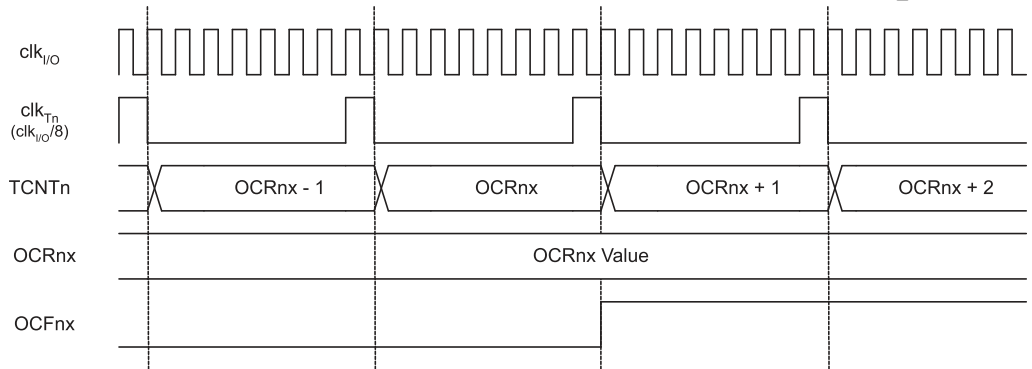 clkI/O
clkTn
(clkI/O/8)
TCNTn
OCRnx - 1
OCRnx
OCRnx + 1
OCRnx + 2
OCRnx
OCRnx Value
OCFnx